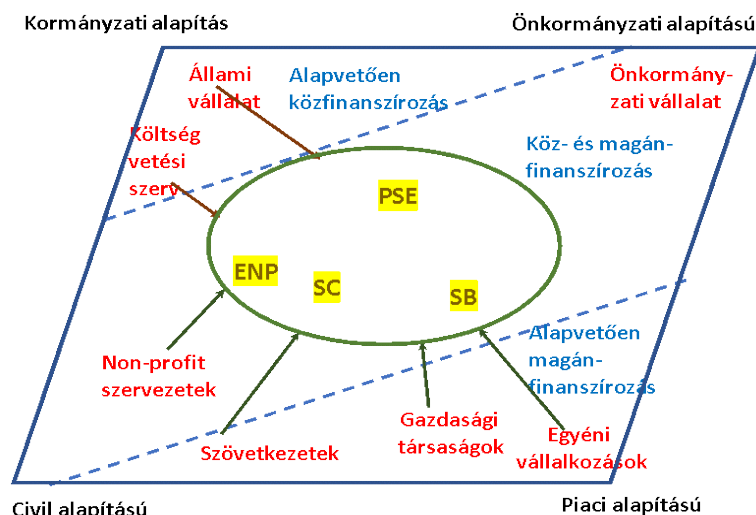 Kormányzati alapítás
Önkormányzati alapítású
Állami
vállalat
Alapvetően
közfinanszírozás
Önkormány-
zati vállalat
Költség
vetési
szerv
Köz- és magán-
finanszírozás
PSE
ENP
SC
SB
Alapvetően
magán-
finanszírozás
Non-profit
szervezetek
Szövetkezetek
Gazdasági
társaságok
Egyéni
vállalkozások
Civil alapítású
Piaci alapítású